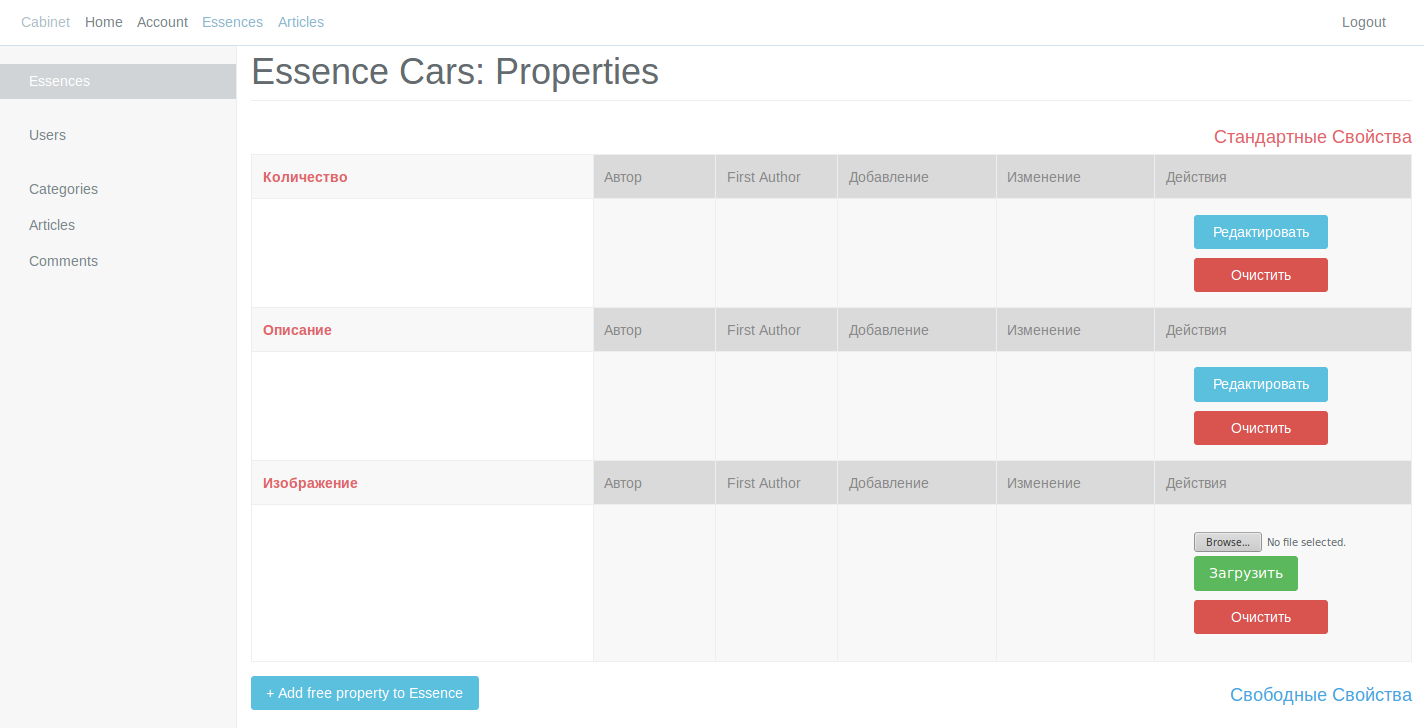 Cabinet Home Account Essences Articles Logout
Essences
Users
Categories
Articles
Comments
Essence Cars: Properties
Стандартные Свойства
Количество Автор First Author Добавление Изменение Действия
Редактировать
Очистить
Описание Автор First Author Добавление Изменение Действия
Редактировать
Очистить
Изображение Автор First Author Добавление Изменение Действия
Browse... No file selected.
Загрузить
Очистить
+ Add free property to Essence Свободные Свойства